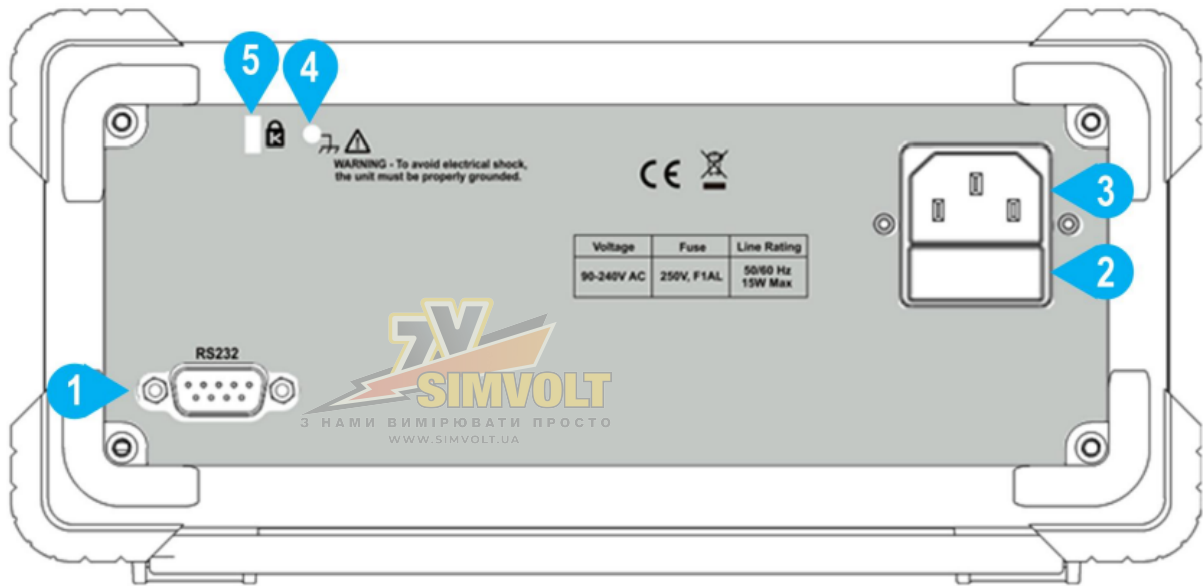 5
4
K
WARNING - To avoid electrical shock,
the unit must be properly grounded.
CE
3
Voltage Fuse Line Rating
90-240V AC 250V, F1AL 50/60 Hz
15W Max
2
RS232
1
SIMVOLT
З НАМИ ВИМІРЮВАТИ ПРОСТО
WWW.SIMVOLT.UA